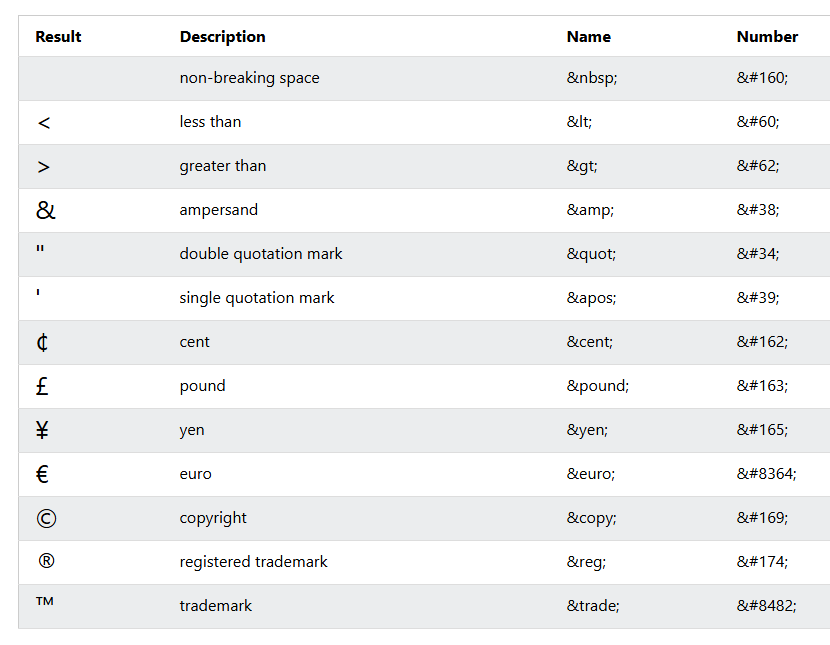 Result Description Name Number
non-breaking space &nbsp; &#160;
< less than &lt; &#60;
> greater than &gt; &#62;
& ampersand &amp; &#38;
" double quotation mark &quot; &#34;
' single quotation mark &apos; &#39;
¢ cent &cent; &#162;
£ pound &pound; &#163;
¥ yen &yen; &#165;
€ euro &euro; &#8364;
© copyright &copy; &#169;
® registered trademark &reg; &#174;
™ trademark &trade; &#8482;